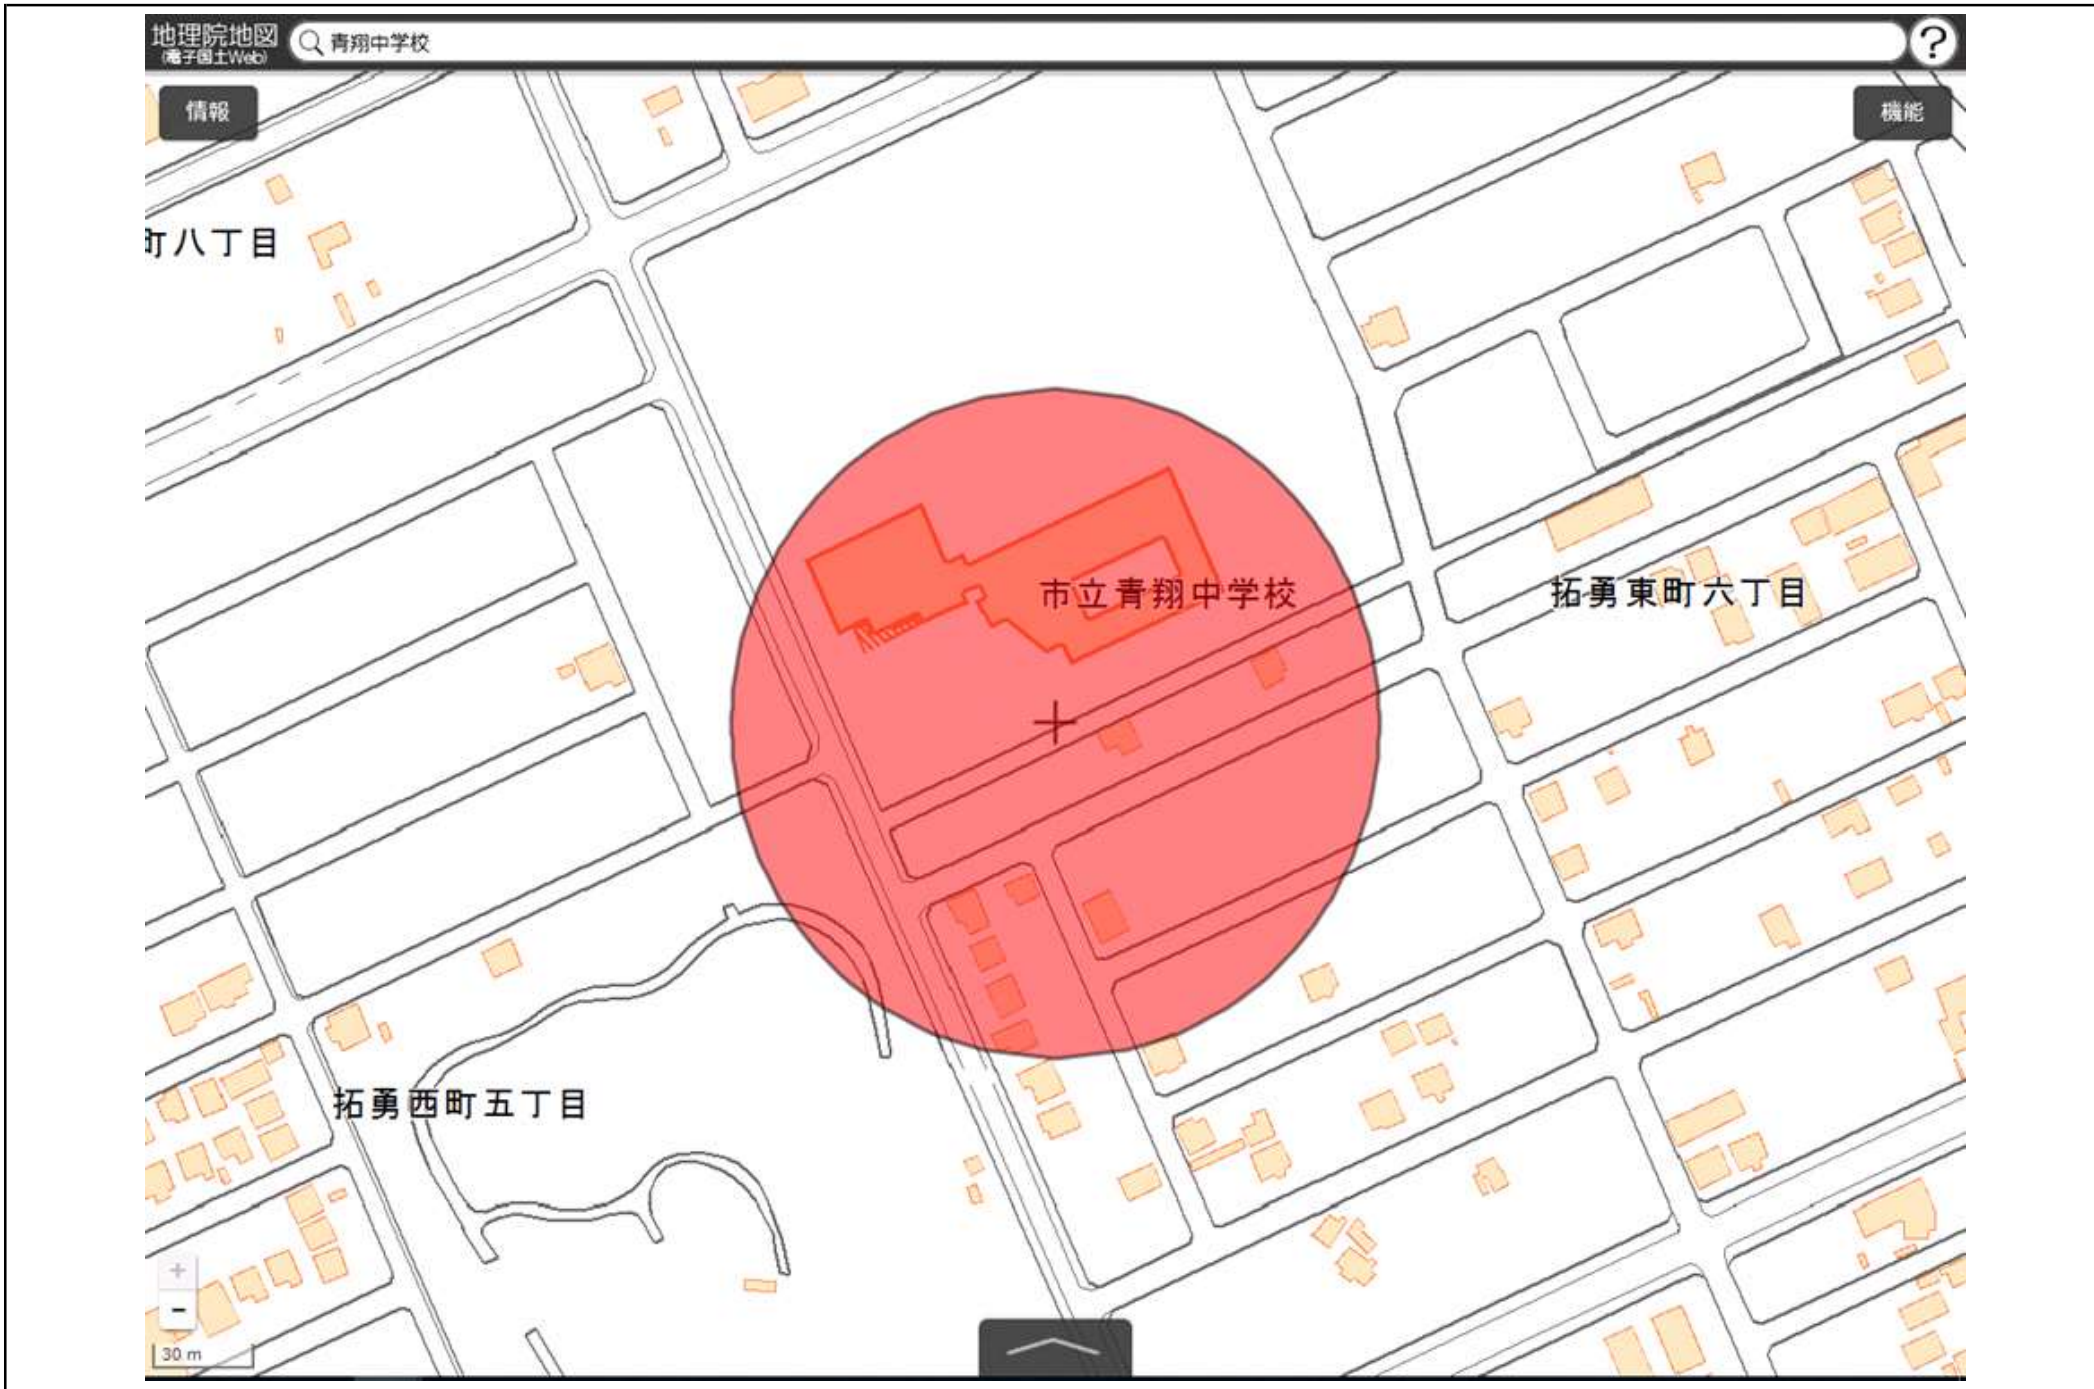 地理院地図
(電子国土Web)
青翔中学校
?
情報
機能
町八丁目
市立青翔中学校
拓勇東町六丁目
拓勇西町五丁目
+
-
30 m